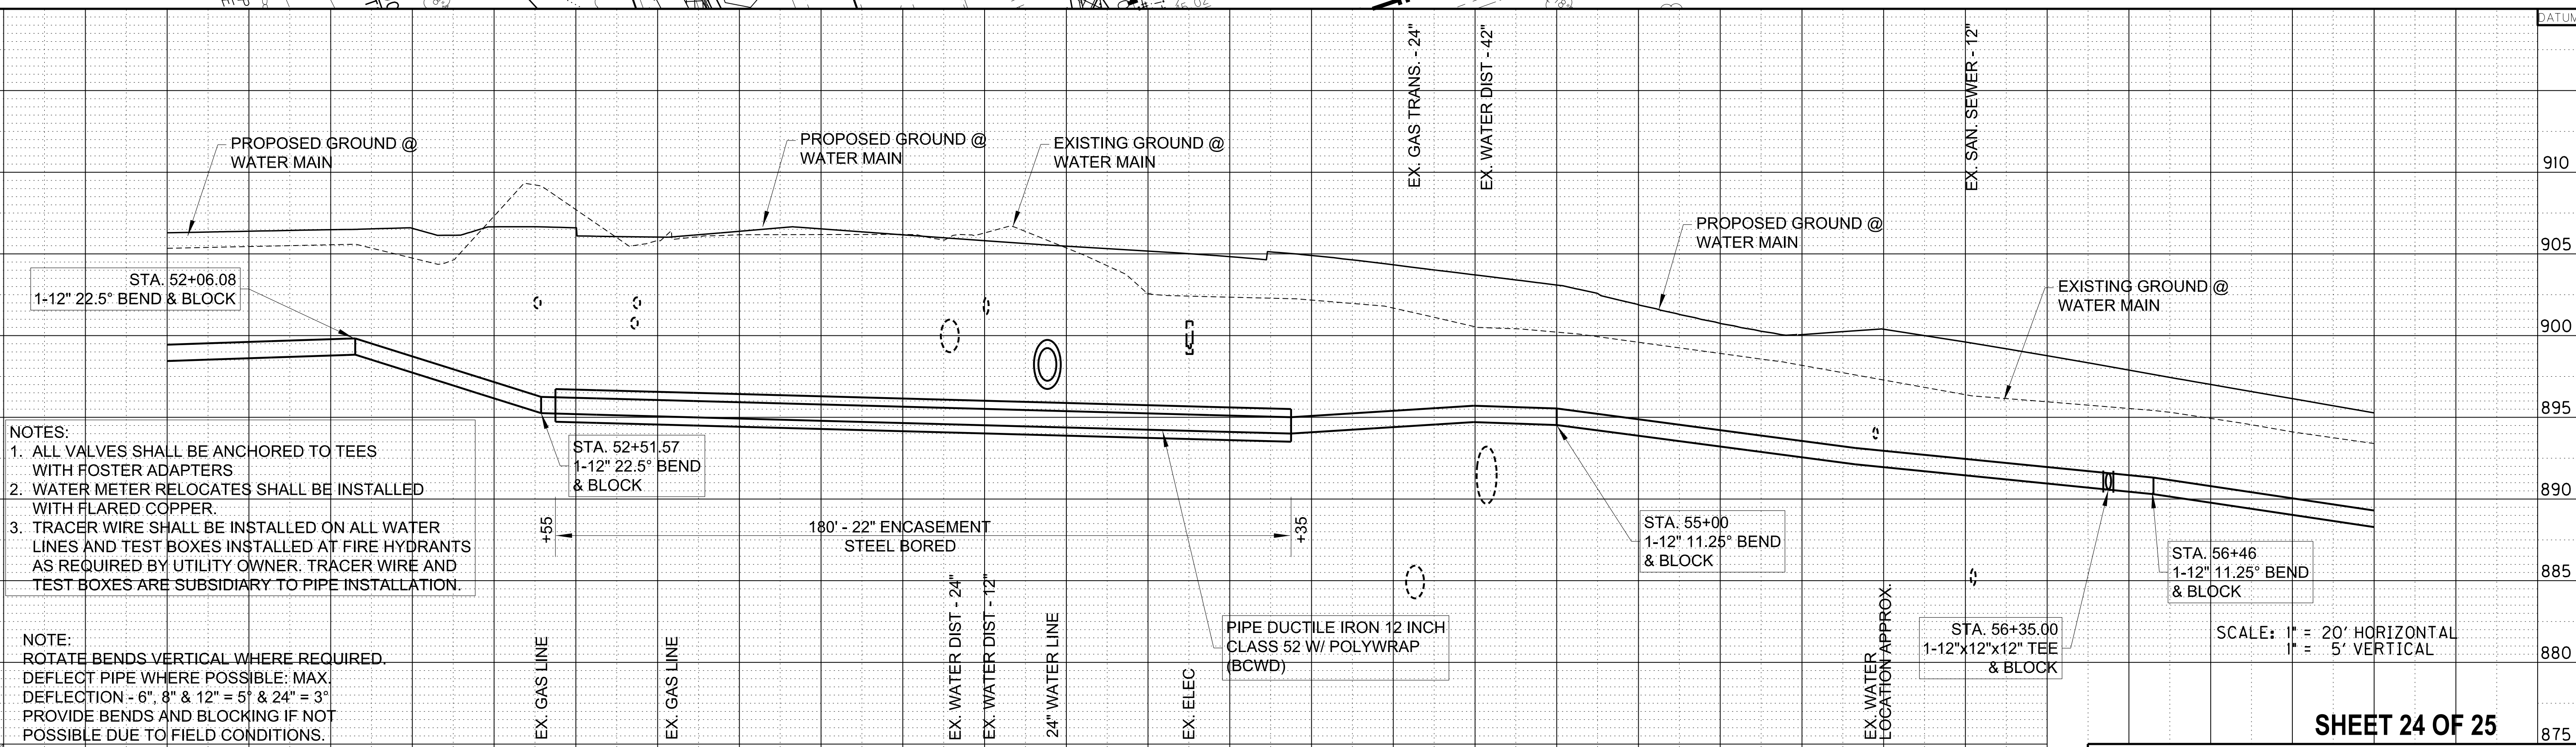 DATUM
EX. GAS TRANS. - 24"
EX. WATER DIST - 42"
EX. SAN. SEWER - 12"
PROPOSED GROUND @
WATER MAIN
PROPOSED GROUND @
WATER MAIN
EXISTING GROUND @
WATER MAIN
910
PROPOSED GROUND @
WATER MAIN
905
STA. 52+06.08
1-12" 22.5° BEND & BLOCK
EXISTING GROUND @
WATER MAIN
900
895
NOTES:
1. ALL VALVES SHALL BE ANCHORED TO TEES
WITH FOSTER ADAPTERS
2. WATER METER RELOCATES SHALL BE INSTALLED
WITH FLARED COPPER.
3. TRACER WIRE SHALL BE INSTALLED ON ALL WATER
LINES AND TEST BOXES INSTALLED AT FIRE HYDRANTS
AS REQUIRED BY UTILITY OWNER. TRACER WIRE AND
TEST BOXES ARE SUBSIDIARY TO PIPE INSTALLATION.
STA. 52+51.57
1-12" 22.5° BEND
& BLOCK
890
+55
180' - 22" ENCASEMENT
STEEL BORED
+35
STA. 55+00
1-12" 11.25° BEND
& BLOCK
STA. 56+46
1-12" 11.25° BEND
& BLOCK
885
NOTE:
ROTATE BENDS VERTICAL WHERE REQUIRED.
DEFLECT PIPE WHERE POSSIBLE: MAX.
DEFLECTION - 6", 8" & 12" = 5° & 24" = 3°
PROVIDE BENDS AND BLOCKING IF NOT
POSSIBLE DUE TO FIELD CONDITIONS.
EX. GAS LINE
EX. GAS LINE
EX. WATER DIST - 24"
EX. WATER DIST - 12"
24" WATER LINE
EX. ELEC
PIPE DUCTILE IRON 12 INCH
CLASS 52 W/ POLYWRAP
(BCWD)
EX. WATER
LOCATION APPROX.
STA. 56+35.00
1-12"x12"x12" TEE
& BLOCK
SCALE: 1" = 20' HORIZONTAL
1" = 5' VERTICAL
880
SHEET 24 OF 25
875